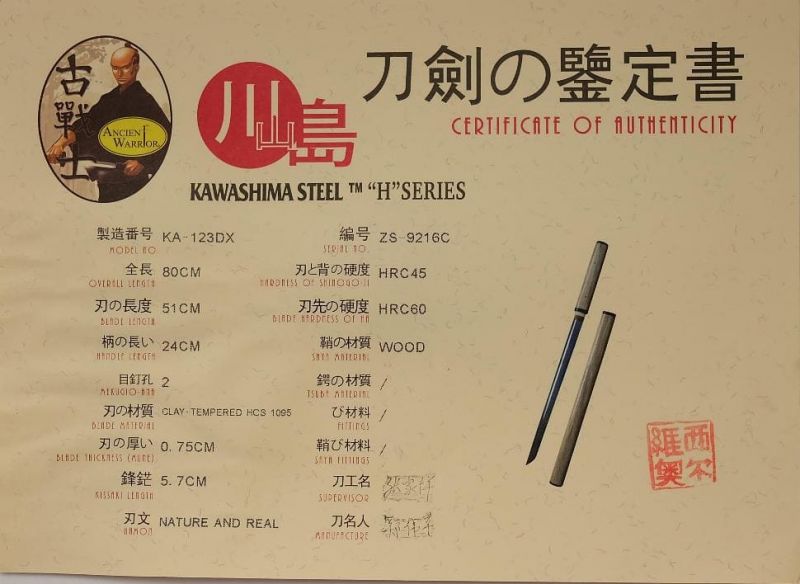 古戰士
ANCIENT WARRIOR
川島
刀劍の鑒定書
CERTIFICATE OF AUTHENTICITY
KAWASHIMA STEEL ™ “H”SERIES
製造番号 KA-123DX
MODEL NO.
編号 ZS-9216C
SERIAL NO.
全長 80CM
OVERALL LENGTH
刃と背の硬度 HRC45
HARDNESS OF SHINOGO-JI
刃の長度 51CM
BLADE LENGTH
刃先の硬度 HRC60
BLADE HARDNESS OF HA
柄の長い 24CM
HANDLE LENGTH
鞘の材質 WOOD
SAYA MATERIAL
目釘孔 2
MEKUGIO-ANA
鍔の材質 /
TSUBA MATERIAL
刃の材質 CLAY-TEMPERED HCS 1095
BLADE MATERIAL
び材料 /
FITTINGS
刃の厚い 0.75CM
BLADE THICKNESS (MUNE)
鞘び材料 /
SAYA FITTINGS
鋒鋩 5.7CM
KISSAKI LENGTH
刀工名
SUPERVISOR
刃文 NATURE AND REAL
HAMON
刀名人
MANUFACTURE